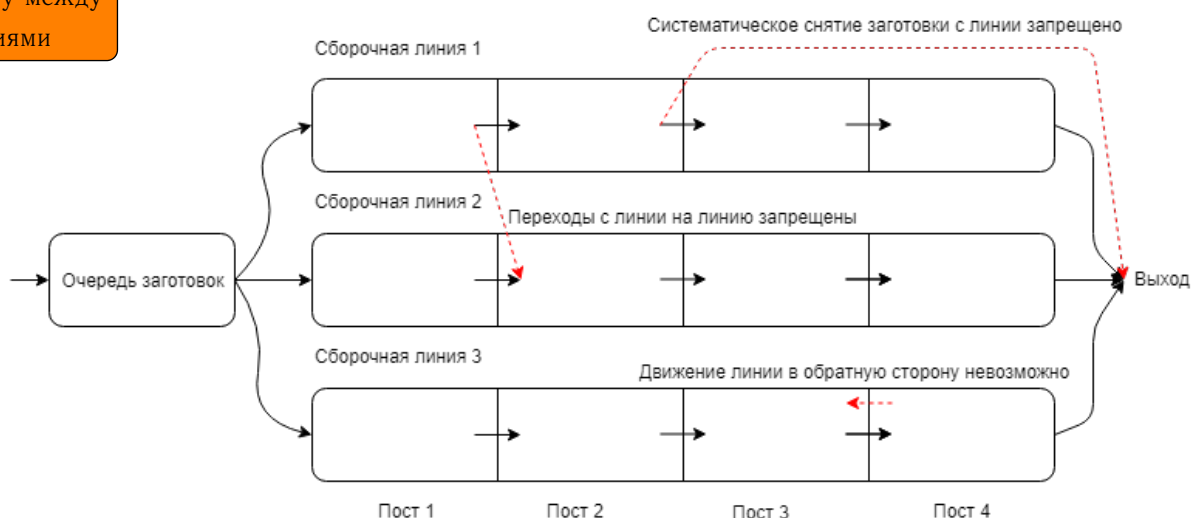 у между
иями
Систематическое снятие заготовки с линии запрещено
Сборочная линия 1
Сборочная линия 2
Переходы с линии на линию запрещены
Очередь заготовок
Выход
Сборочная линия 3
Движение линии в обратную сторону невозможно
Пост 1
Пост 2
Пост 3
Пост 4